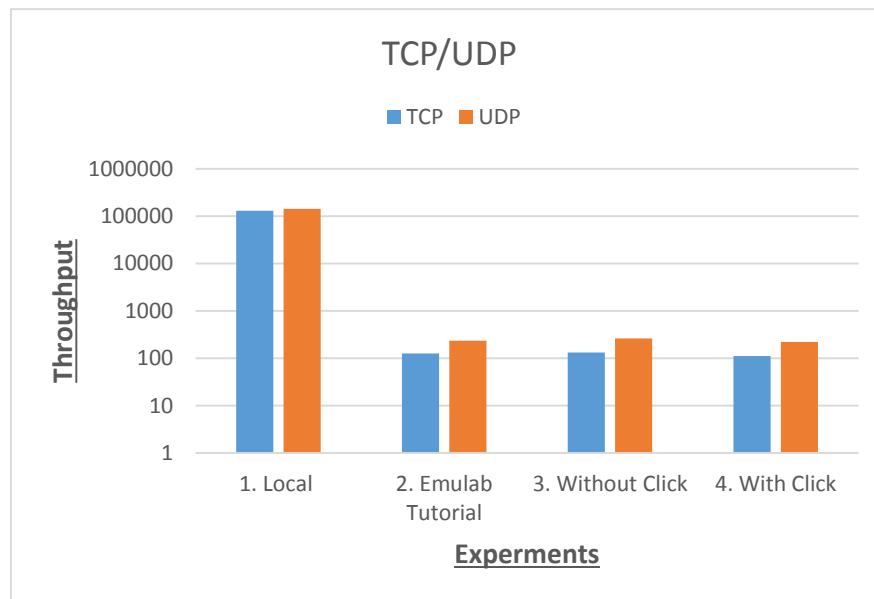 TCP/UDP
TCP UDP
1000000
100000
10000
1000
100
10
1
Throughput
1. Local 2. Emulab 3. Without Click 4. With Click
Tutorial
Experments